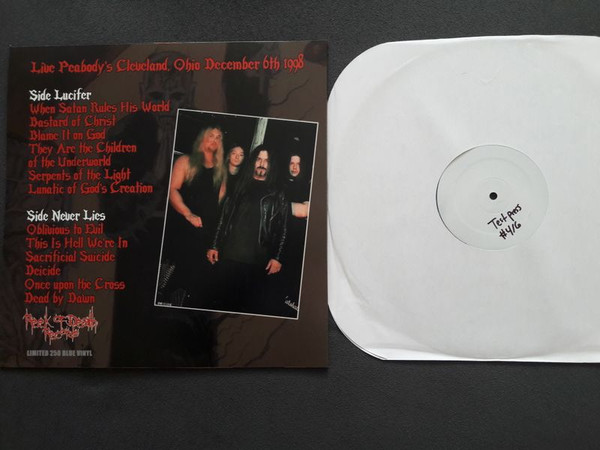 Live Peabody's Cleveland, Ohio December 6th 1998
Side Lucifer
When Satan Rules His World
Bastard of Christ
Blame It on God
They Are the Children
of the Underworld
Serpents of the Light
Lunatic of God's Creation
Side Never Lies
Oblivious to Evil
This Is Hell We're In
Sacrificial Suicide
Deicide
Once upon the Cross
Dead by Dawn
LIMITED 250 BLUE VINYL
Test press
#4/6